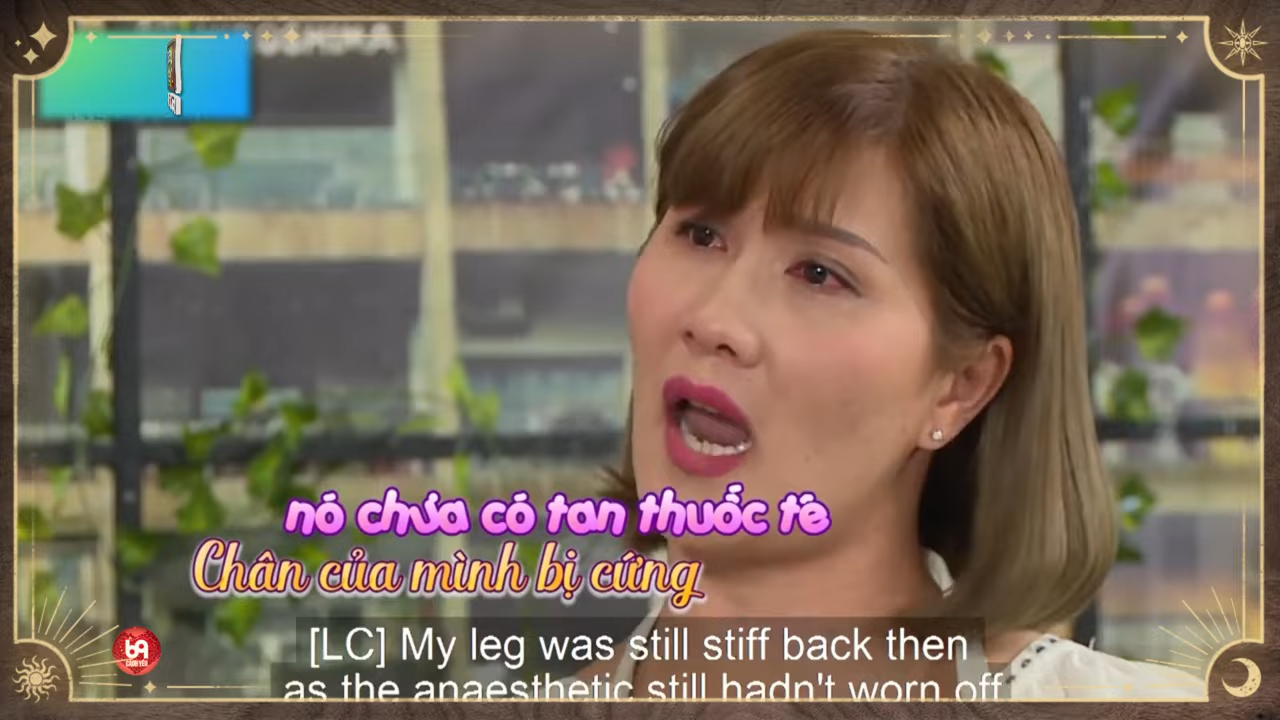 nó chưa có tan thuốc tê
Chân của mình bị cứng
[LC] My leg was still stiff back then
as the anaesthetic still hadn't worn off